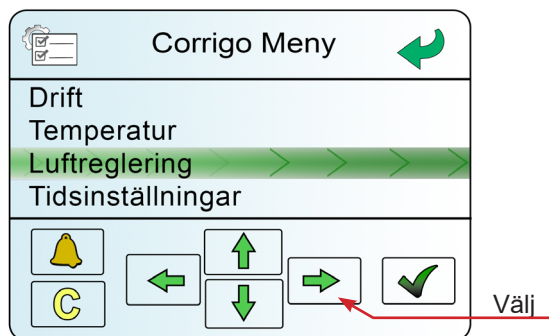 Corrigo Meny
Drift
Temperatur
Luftreglering
Tidsinställningar
C
Välj